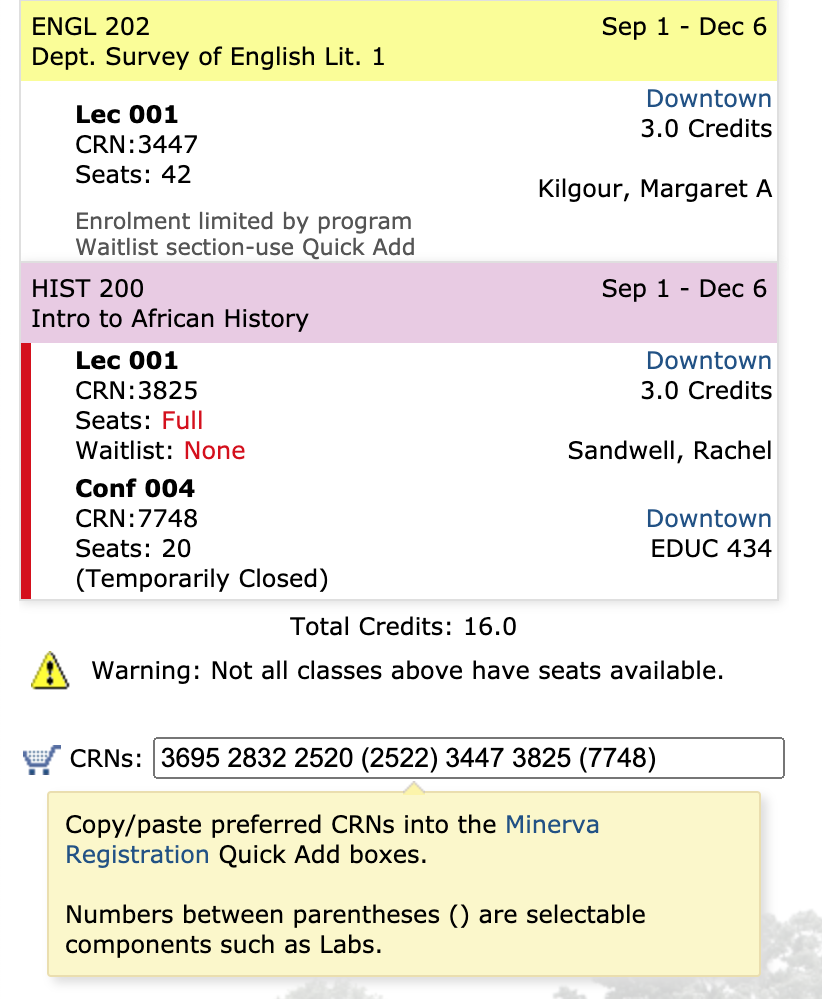 ENGL 202 Sep 1 - Dec 6
Dept. Survey of English Lit. 1
Downtown
Lec 001
3.0 Credits
CRN:3447
Seats: 42
Kilgour, Margaret A
Enrolment limited by program
Waitlist section-use Quick Add
HIST 200 Sep 1 - Dec 6
Intro to African History
Lec 001 Downtown
CRN:3825 3.0 Credits
Seats: Full
Waitlist: None Sandwell, Rachel
Conf 004
CRN:7748 Downtown
Seats: 20 EDUC 434
(Temporarily Closed)
Total Credits: 16.0
Warning: Not all classes above have seats available.
CRNs: 3695 2832 2520 (2522) 3447 3825 (7748)
Copy/paste preferred CRNs into the Minerva
Registration Quick Add boxes.
Numbers between parentheses () are selectable
components such as Labs.